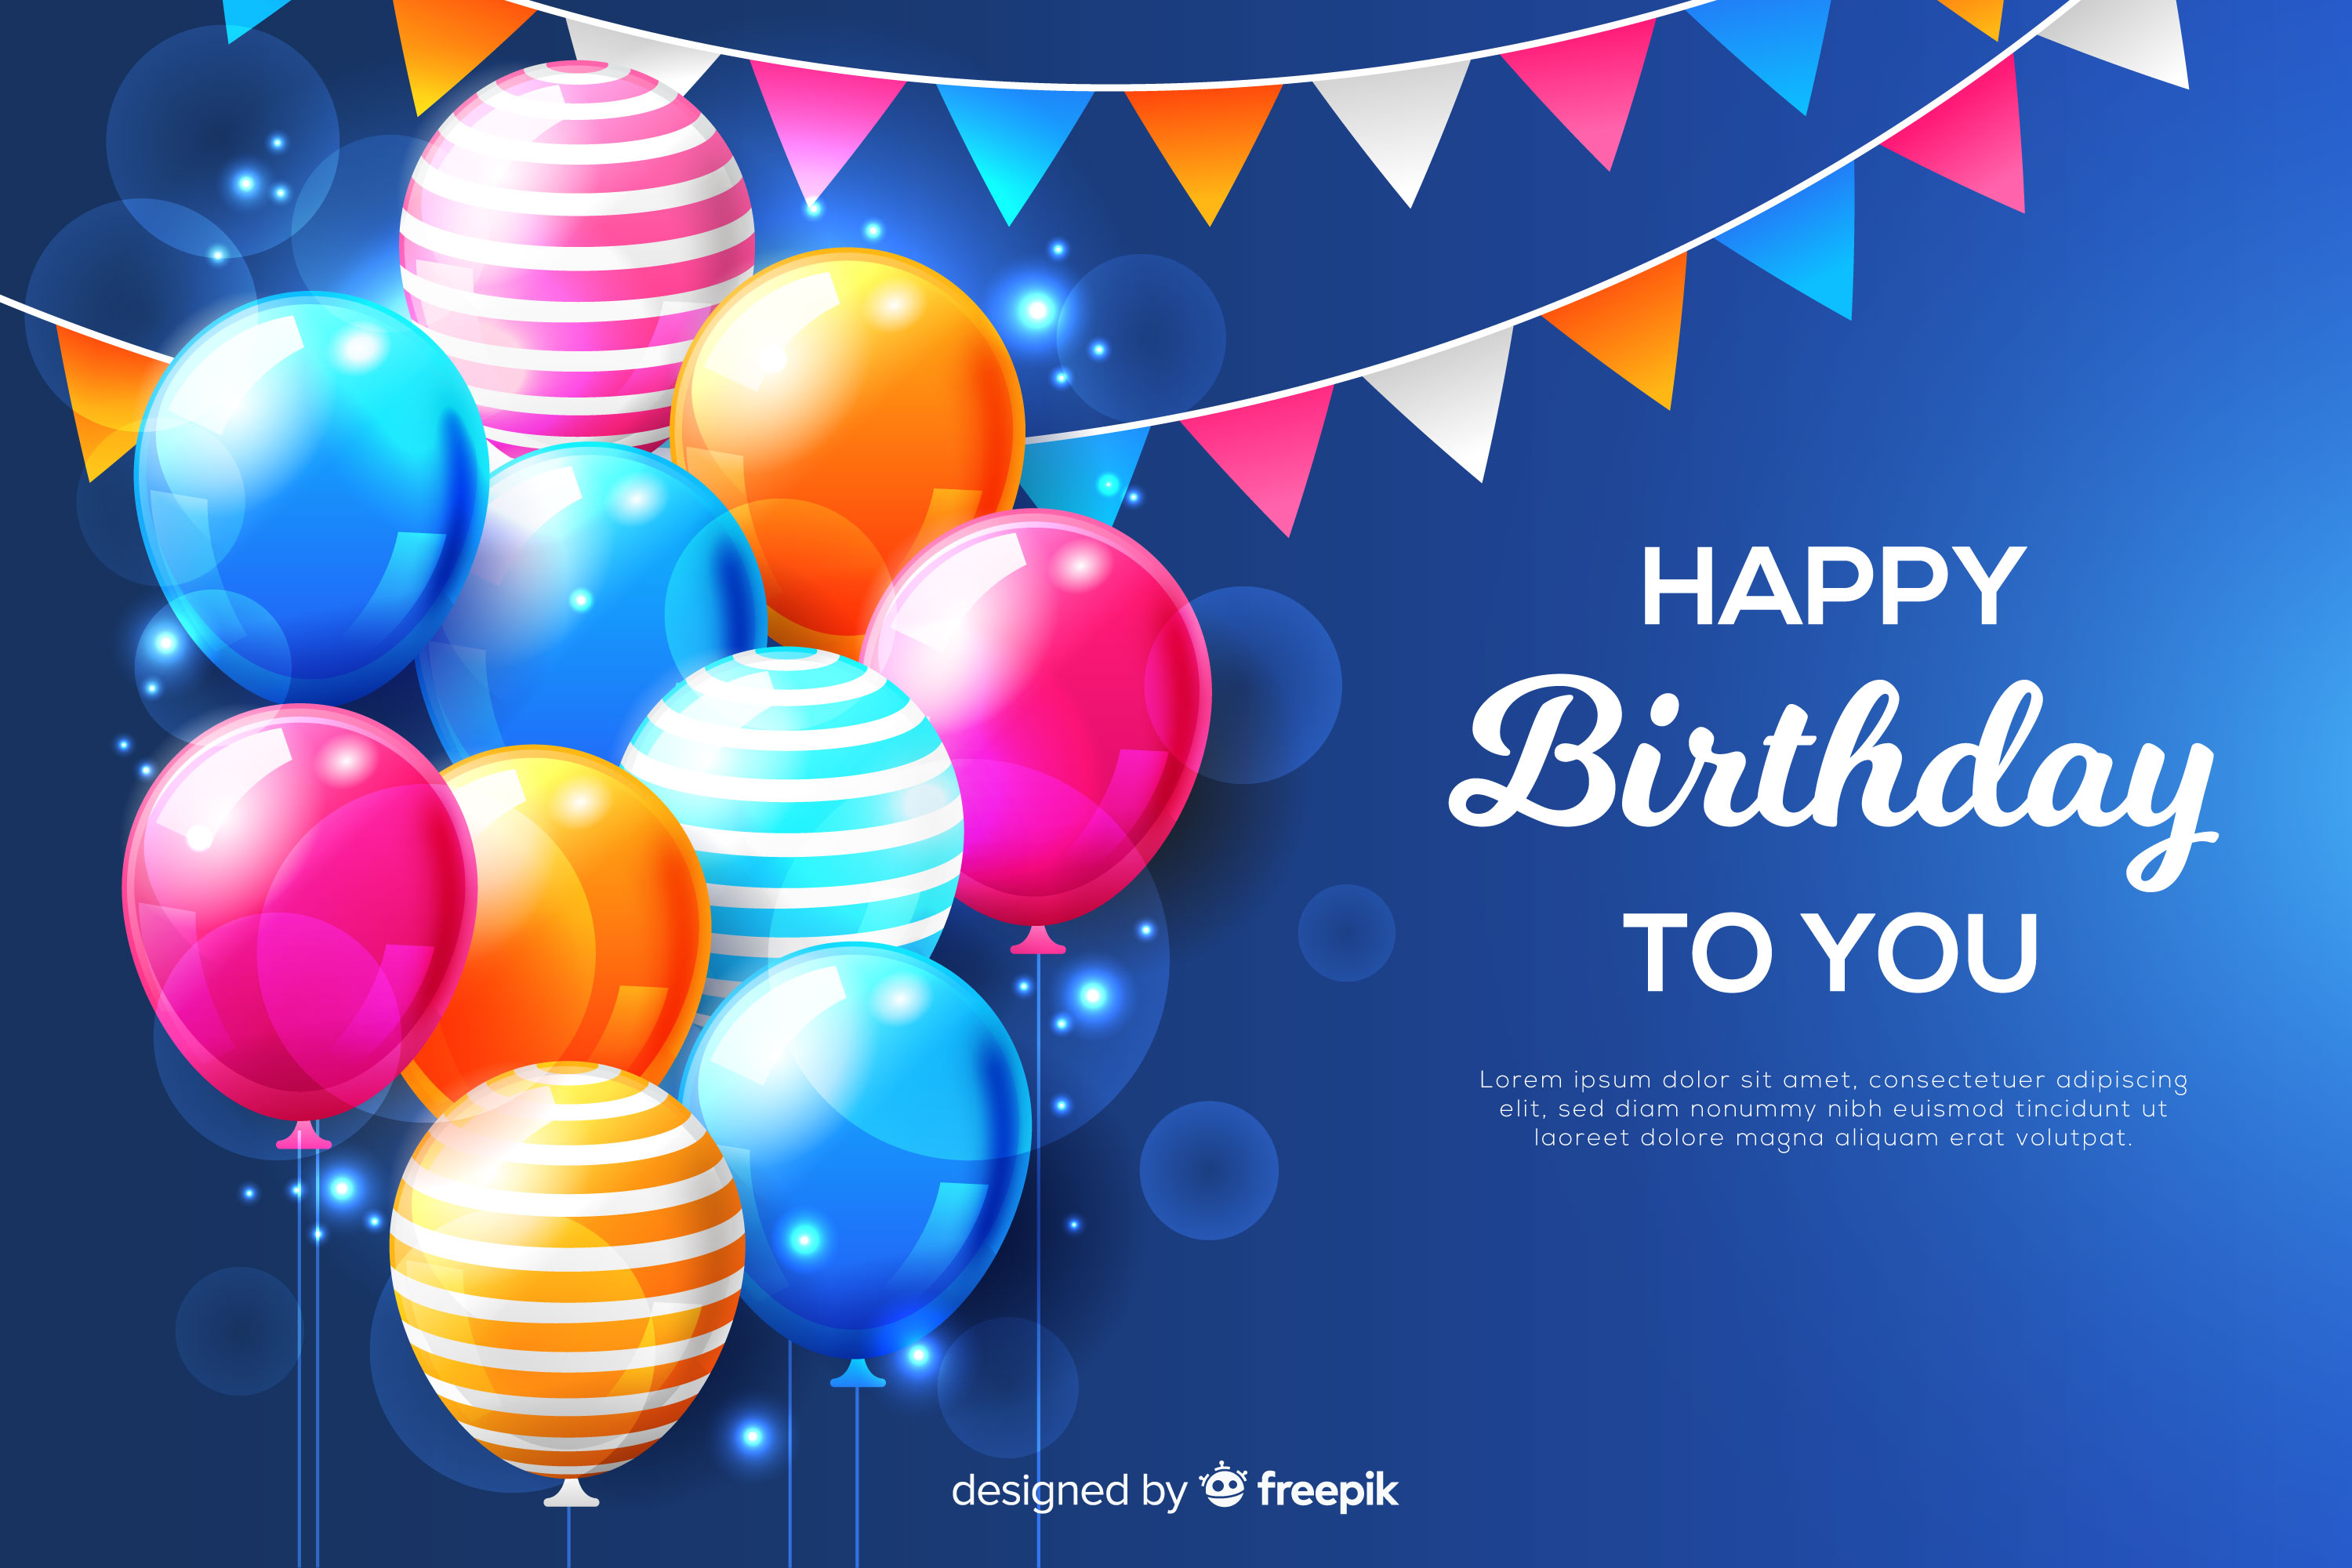 HAPPY
Birthday
TO YOU
Lorem ipsum dolor sit amet, consectetuer adipiscing
elit, sed diam nonummy nibh euismod tincidunt ut
laoreet dolore magna aliquam erat volutpat.
designed by freepik